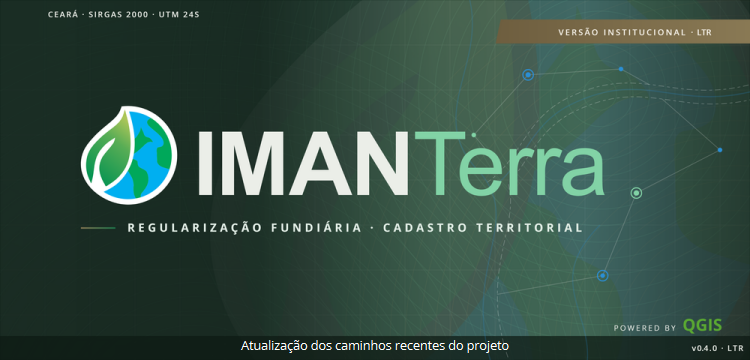 CEARÁ · SIRGAS 2000 · UTM 24S
VERSÃO INSTITUCIONAL · LTR
IMANTerra
REGULARIZAÇÃO FUNDIÁRIA · CADASTRO TERRITORIAL
POWERED BY QGIS
Atualização dos caminhos recentes do projeto
v0.4.0 · LTR